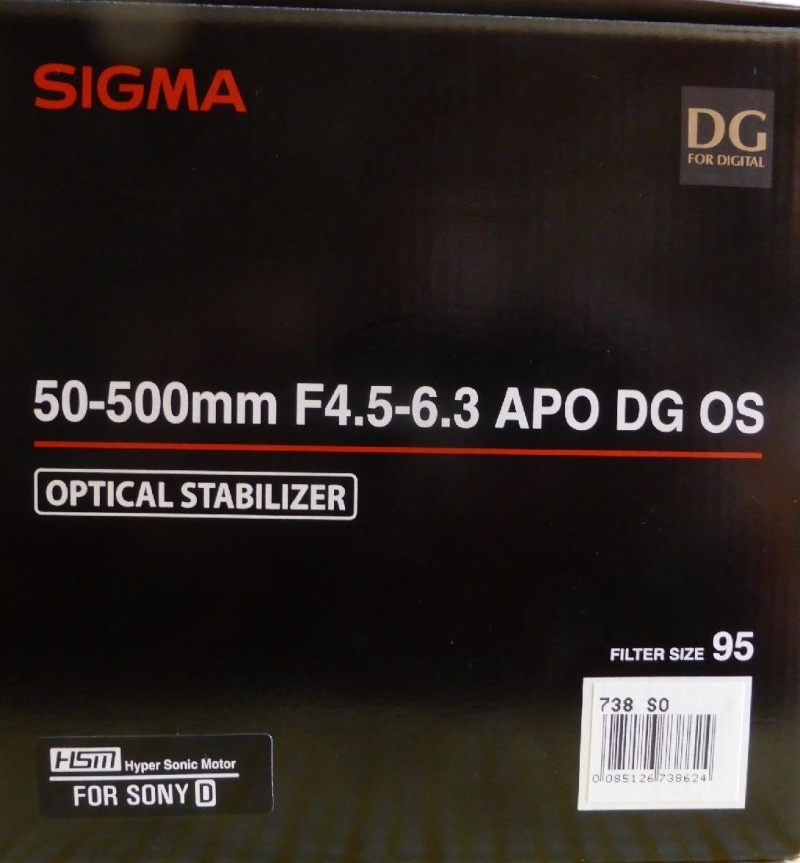 SIGMA
DG
FOR DIGITAL
50-500mm F4.5-6.3 APO DG OS
OPTICAL STABILIZER
FILTER SIZE 95
738 SO
0 085126 738624
HSM Hyper Sonic Motor
FOR SONY D